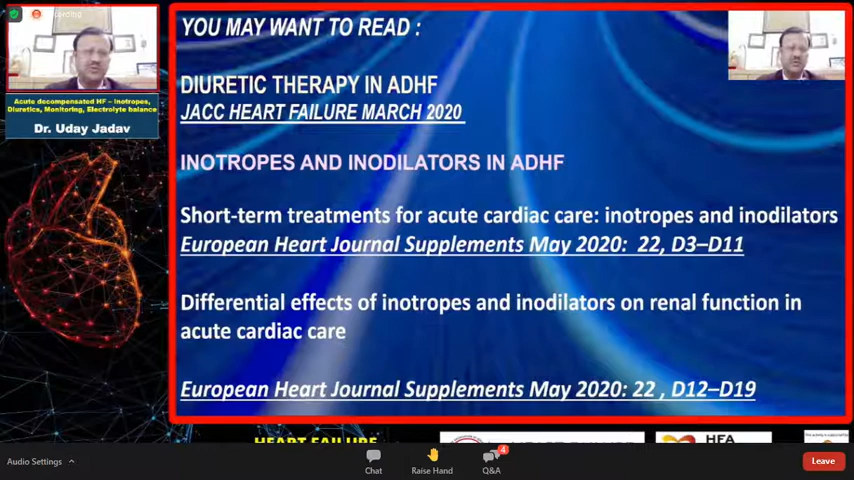 Recording
Acute decompensated HF – Inotropes,
Diuretics, Monitoring, Electrolyte balance
Dr. Uday Jadav
YOU MAY WANT TO READ :
DIURETIC THERAPY IN ADHF
JACC HEART FAILURE MARCH 2020
INOTROPES AND INODILATORS IN ADHF
Short-term treatments for acute cardiac care: inotropes and inodilators
European Heart Journal Supplements May 2020: 22, D3–D11
Differential effects of inotropes and inodilators on renal function in
acute cardiac care
European Heart Journal Supplements May 2020: 22 , D12–D19
HEART FAILURE
HFA
Audio Settings
Chat
Raise Hand
4
Q&A
Leave